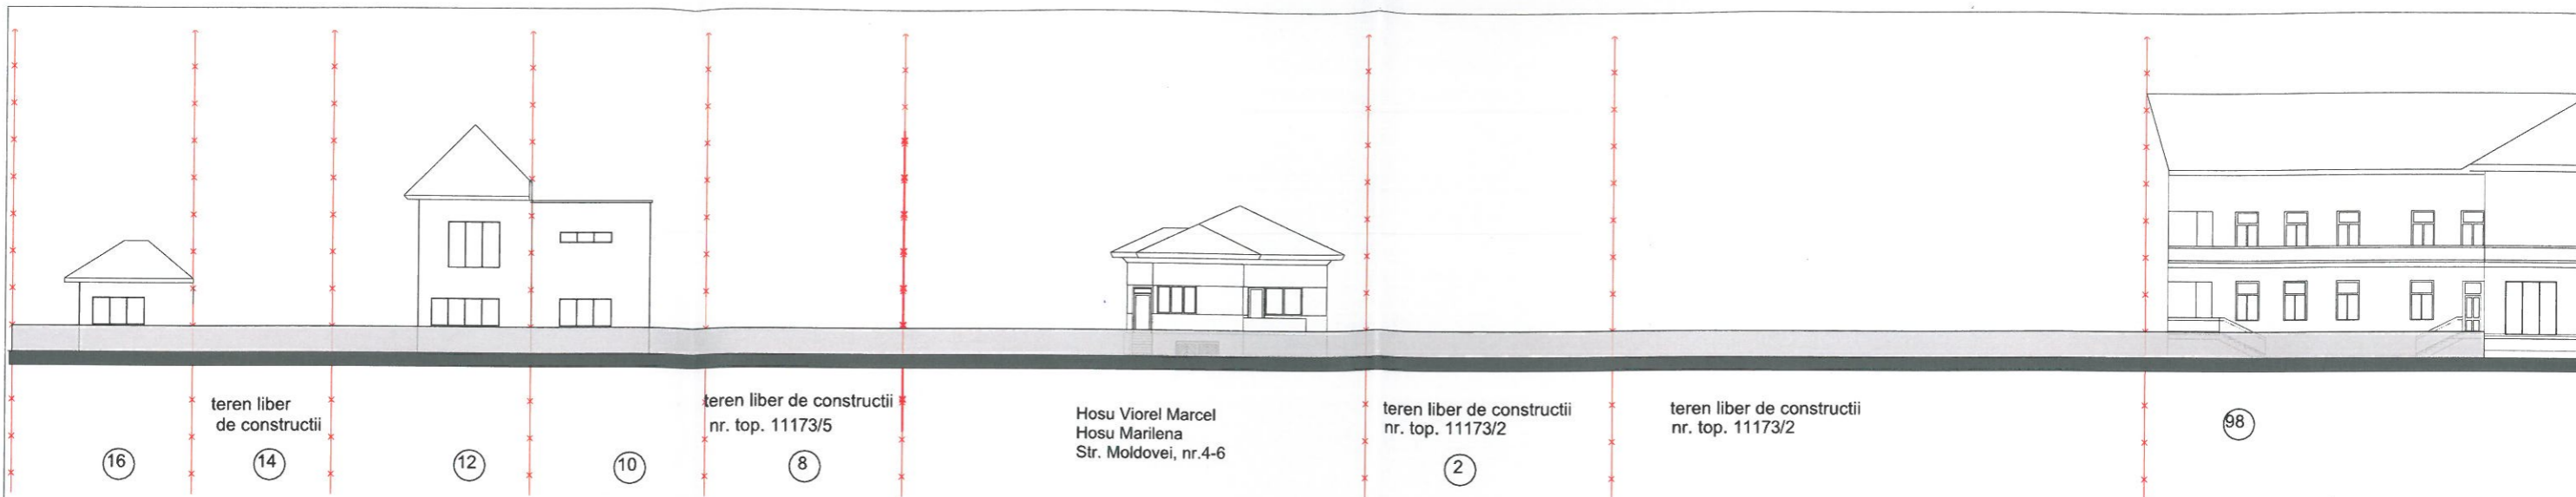 teren liber
de constructii
16
14
12
10
teren liber de constructii
nr. top. 11173/5
8
Hosu Viorel Marcel
Hosu Marilena
Str. Moldovei, nr.4-6
teren liber de constructii
nr. top. 11173/2
2
teren liber de constructii
nr. top. 11173/2
98